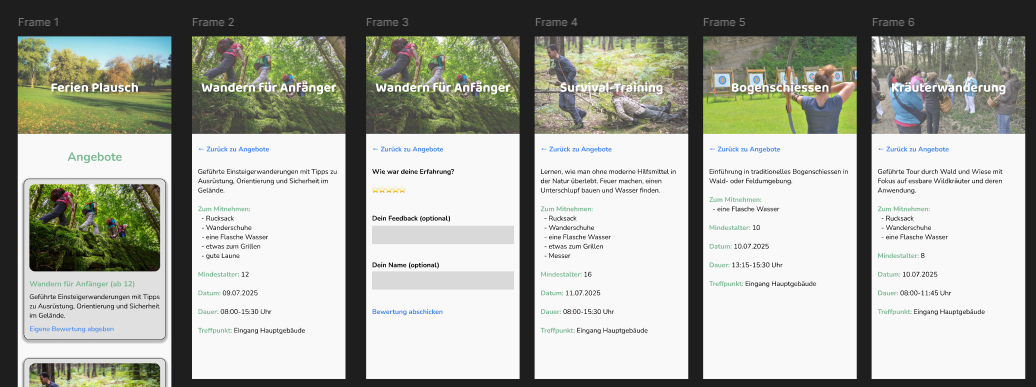 Frame 1
Ferien Plausch
Angebote
Wandern für Anfänger (ab 12)
Geführte Einsteigerwanderungen mit Tipps
zu Ausrüstung, Orientierung und Sicherheit
im Gelände.
Eigene Bewertung abgeben
Frame 2
Wandern für Anfänger
← Zurück zu Angebote
Geführte Einsteigerwanderungen mit Tipps zu
Ausrüstung, Orientierung und Sicherheit im
Gelände.
Zum Mitnehmen:
- Rucksack
- Wanderschuhe
- eine Flasche Wasser
- etwas zum Grillen
- gute Laune
Mindestalter: 12
Datum: 09.07.2025
Dauer: 08:00-15:30 Uhr
Treffpunkt: Eingang Hauptgebäude
Frame 3
Wandern für Anfänger
← Zurück zu Angebote
Wie war deine Erfahrung?
Dein Feedback (optional)
Dein Name (optional)
Bewertung abschicken
Frame 4
Survival-Training
← Zurück zu Angebote
Lernen, wie man ohne moderne Hilfsmittel in
der Natur überlebt. Feuer machen, einen
Unterschlupf bauen und Wasser finden.
Zum Mitnehmen:
- Rucksack
- Wanderschuhe
- eine Flasche Wasser
- etwas zum Grillen
- Messer
Mindestalter: 16
Datum: 11.07.2025
Dauer: 08:00-15:30 Uhr
Treffpunkt: Eingang Hauptgebäude
Frame 5
Bogenschiessen
← Zurück zu Angebote
Einführung in traditionelles Bogenschiessen in
Wald- oder Feldumgebung.
Zum Mitnehmen:
- eine Flasche Wasser
Mindestalter: 10
Datum: 10.07.2025
Dauer: 13:15-15:30 Uhr
Treffpunkt: Eingang Hauptgebäude
Frame 6
Kräuterwanderung
← Zurück zu Angebote
Geführte Tour durch Wald und Wiese mit
Fokus auf essbare Wildkräuter und deren
Anwendung.
Zum Mitnehmen:
- Rucksack
- Wanderschuhe
- eine Flasche Wasser
Mindestalter: 8
Datum: 10.07.2025
Dauer: 08:00-11:45 Uhr
Treffpunkt: Eingang Hauptgebäude